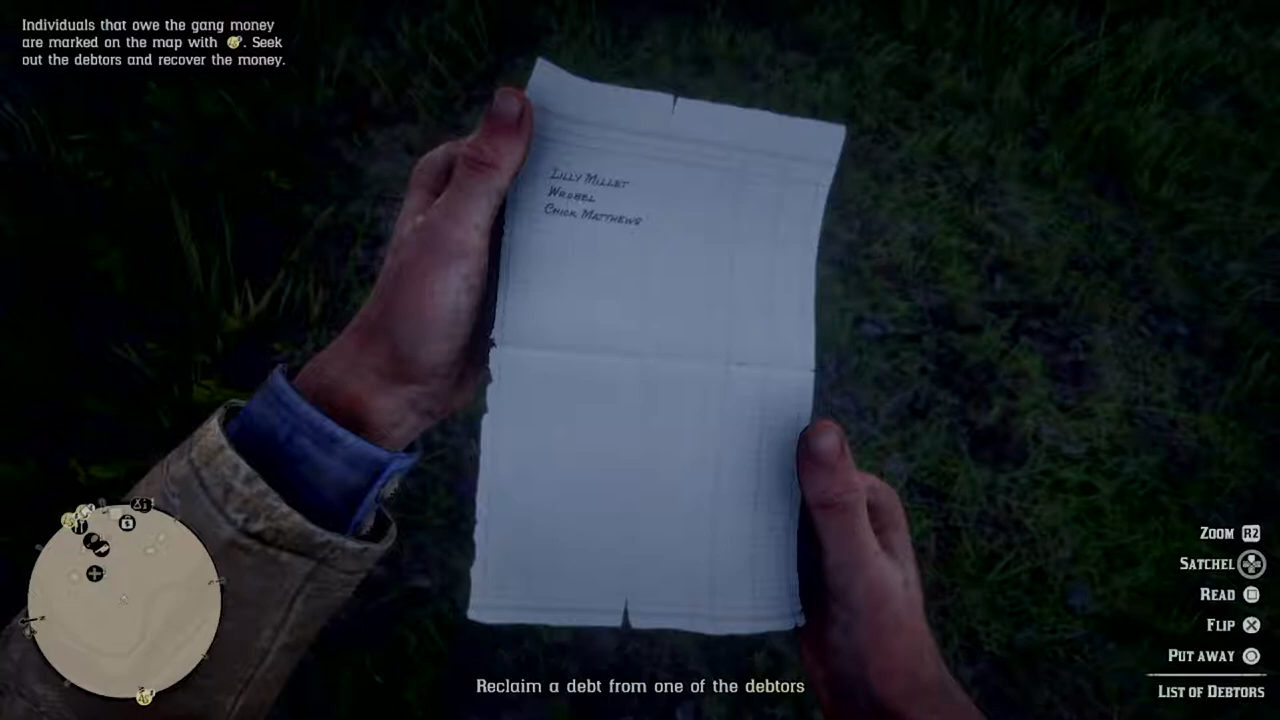 Individuals that owe the gang money
are marked on the map with . Seek
out the debtors and recover the money.
Lilly Millet
Wrobel
Chick Matthews
Zoom R2
Satchel
Read
Flip
Put away
Reclaim a debt from one of the debtors
List of Debtors